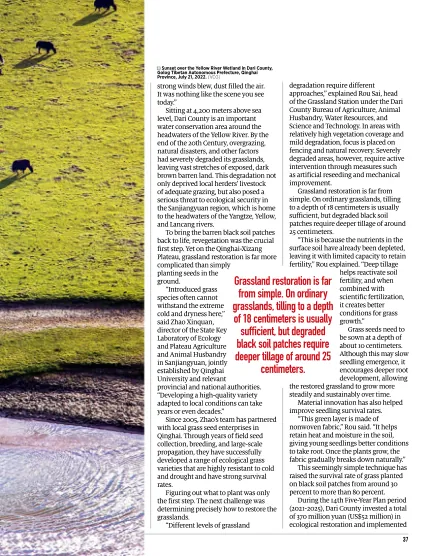 Sunset over the Yellow River Wetland in Dari County,
Golog Tibetan Autonomous Prefecture, Qinghai
Province, July 21, 2022. (VCG)
strong winds blew, dust filled the air.
It was nothing like the scene you see
today."
Sitting at 4,200 meters above sea
level, Dari County is an important
water conservation area around the
headwaters of the Yellow River. By the
end of the 20th Century, overgrazing,
natural disasters, and other factors
had severely degraded its grasslands,
leaving vast stretches of exposed, dark
brown barren land. This degradation not
only deprived local herders' livestock
of adequate grazing, but also posed a
serious threat to ecological security in
the Sanjiangyuan region, which is home
to the headwaters of the Yangtze, Yellow,
and Lancang rivers.
To bring the barren black soil patches
back to life, revegetation was the crucial
first step. Yet on the Qinghai-Xizang
Plateau, grassland restoration is far more
complicated than simply
planting seeds in the
ground.
"Introduced grass
species often cannot
withstand the extreme
cold and dryness here,"
said Zhao Xinquan,
director of the State Key
Laboratory of Ecology
and Plateau Agriculture
and Animal Husbandry
in Sanjiangyuan, jointly
established by Qinghai
University and relevant
provincial and national authorities.
"Developing a high-quality variety
adapted to local conditions can take
years or even decades."
Since 2005, Zhao's team has partnered
with local grass seed enterprises in
Qinghai. Through years of field seed
collection, breeding, and large-scale
propagation, they have successfully
developed a range of ecological grass
varieties that are highly resistant to cold
and drought and have strong survival
rates.
Figuring out what to plant was only
the first step. The next challenge was
determining precisely how to restore the
grasslands.
"Different levels of grassland
Grassland restoration is far
from simple. On ordinary
grasslands, tilling to a depth
of 18 centimeters is usually
sufficient, but degraded
black soil patches require
deeper tillage of around 25
centimeters.
degradation require different
approaches," explained Rou Sai, head
of the Grassland Station under the Dari
County Bureau of Agriculture, Animal
Husbandry, Water Resources, and
Science and Technology. In areas with
relatively high vegetation coverage and
mild degradation, focus is placed on
fencing and natural recovery. Severely
degraded areas, however, require active
intervention through measures such
as artificial reseeding and mechanical
improvement.
Grassland restoration is far from
simple. On ordinary grasslands, tilling
to a depth of 18 centimeters is usually
sufficient, but degraded black soil
patches require deeper tillage of around
25 centimeters.
"This is because the nutrients in the
surface soil have already been depleted,
leaving it with limited capacity to retain
fertility," Rou explained. "Deep tillage
helps reactivate soil
fertility, and when
combined with
scientific fertilization,
it creates better
conditions for grass
growth."
Grass seeds need to
be sown at a depth of
about 10 centimeters.
Although this may slow
seedling emergence, it
encourages deeper root
development, allowing
the restored grassland to grow more
steadily and sustainably over time.
Material innovation has also helped
improve seedling survival rates.
"This green layer is made of
nonwoven fabric," Rou said. "It helps
retain heat and moisture in the soil,
giving young seedlings better conditions
to take root. Once the plants grow, the
fabric gradually breaks down naturally."
This seemingly simple technique has
raised the survival rate of grass planted
on black soil patches from around 30
percent to more than 80 percent.
During the 14th Five-Year Plan period
(2021-2025), Dari County invested a total
of 370 million yuan (US$52 million) in
ecological restoration and implemented
37